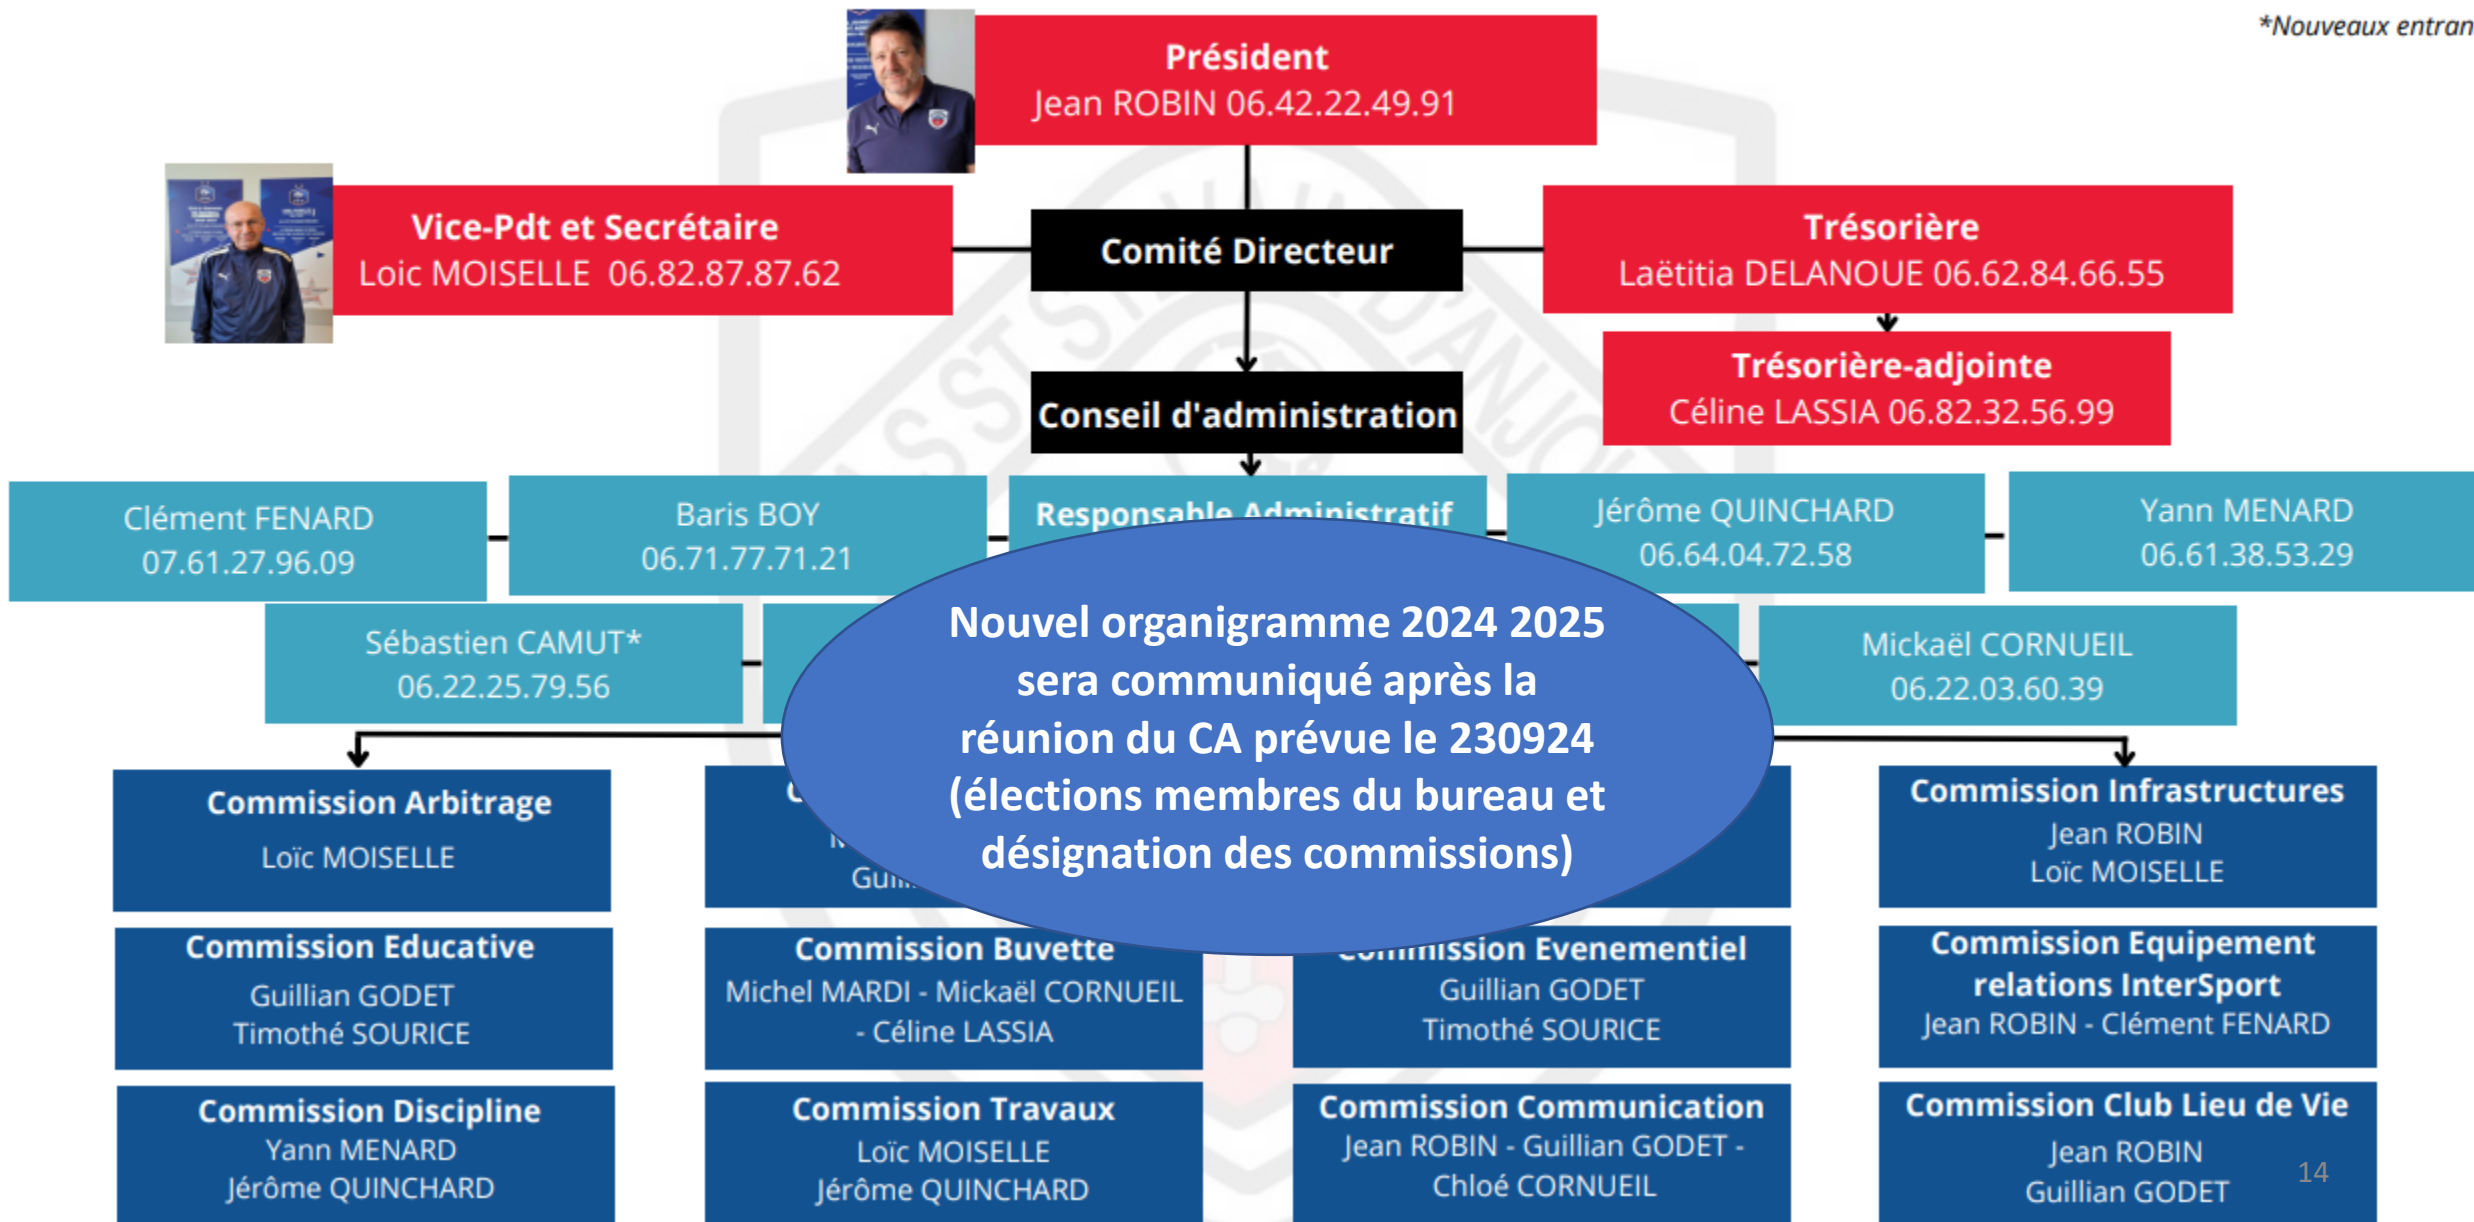 *Nouveaux entran
Président
Jean ROBIN 06.42.22.49.91
Vice-Pdt et Secrétaire
Loic MOISELLE 06.82.87.87.62
Comité Directeur
Trésorière
Laëtitia DELANOUE 06.62.84.66.55
Trésorière-adjointe
Céline LASSIA 06.82.32.56.99
Conseil d'administration
Clément FENARD
07.61.27.96.09
Baris BOY
06.71.77.71.21
Responsable Administratif
Jérôme QUINCHARD
06.64.04.72.58
Yann MENARD
06.61.38.53.29
Sébastien CAMUT*
06.22.25.79.56
Mickaël CORNUEIL
06.22.03.60.39
Nouvel organigramme 2024 2025
sera communiqué après la
réunion du CA prévue le 230924
(élections membres du bureau et
désignation des commissions)
Commission Arbitrage
Loïc MOISELLE
Commission Infrastructures
Jean ROBIN
Loïc MOISELLE
Commission Educative
Guillian GODET
Timothé SOURICE
Commission Buvette
Michel MARDI - Mickaël CORNUEIL
- Céline LASSIA
Commission Evenementiel
Guillian GODET
Timothé SOURICE
Commission Equipement
relations InterSport
Jean ROBIN - Clément FENARD
Commission Discipline
Yann MENARD
Jérôme QUINCHARD
Commission Travaux
Loïc MOISELLE
Jérôme QUINCHARD
Commission Communication
Jean ROBIN - Guillian GODET -
Chloé CORNUEIL
Commission Club Lieu de Vie
Jean ROBIN
Guillian GODET
14